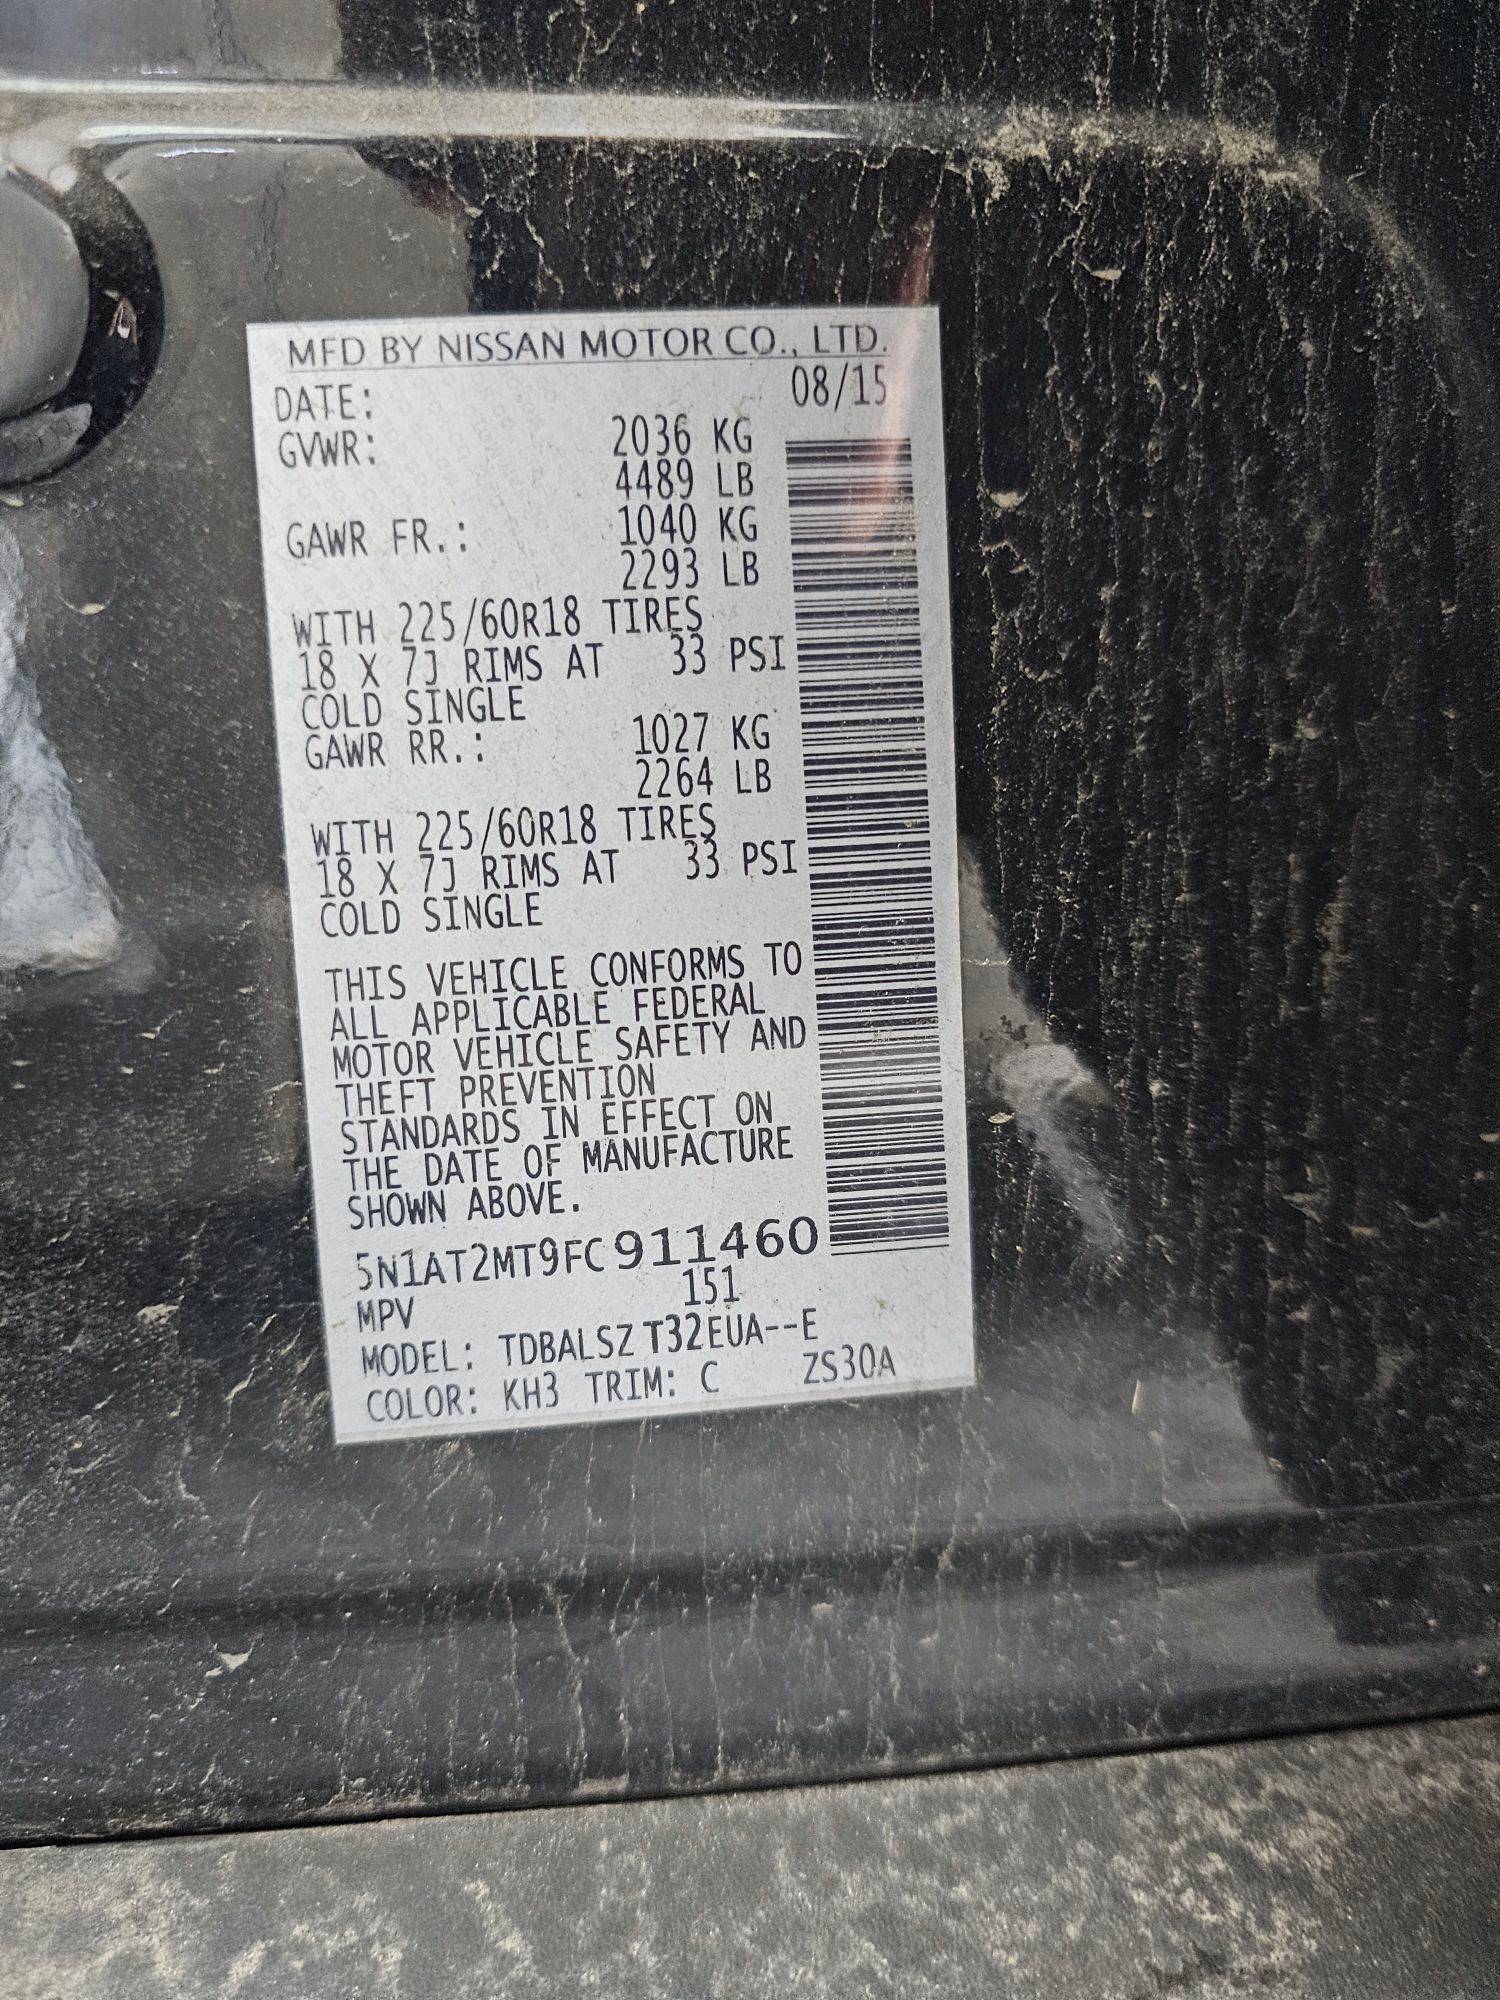 MFD BY NISSAN MOTOR CO., LTD.
DATE: 08/15
GVWR: 2036 KG
4489 LB
GAWR FR.: 1040 KG
2293 LB
WITH 225/60R18 TIRES
18 X 7J RIMS AT 33 PSI
COLD SINGLE
GAWR RR.: 1027 KG
2264 LB
WITH 225/60R18 TIRES
18 X 7J RIMS AT 33 PSI
COLD SINGLE
THIS VEHICLE CONFORMS TO
ALL APPLICABLE FEDERAL
MOTOR VEHICLE SAFETY AND
THEFT PREVENTION
STANDARDS IN EFFECT ON
THE DATE OF MANUFACTURE
SHOWN ABOVE.
5N1AT2MT9FC911460
MPV 151
MODEL: TDBALSZ T32EUA--E
COLOR: KH3 TRIM: C ZS30A